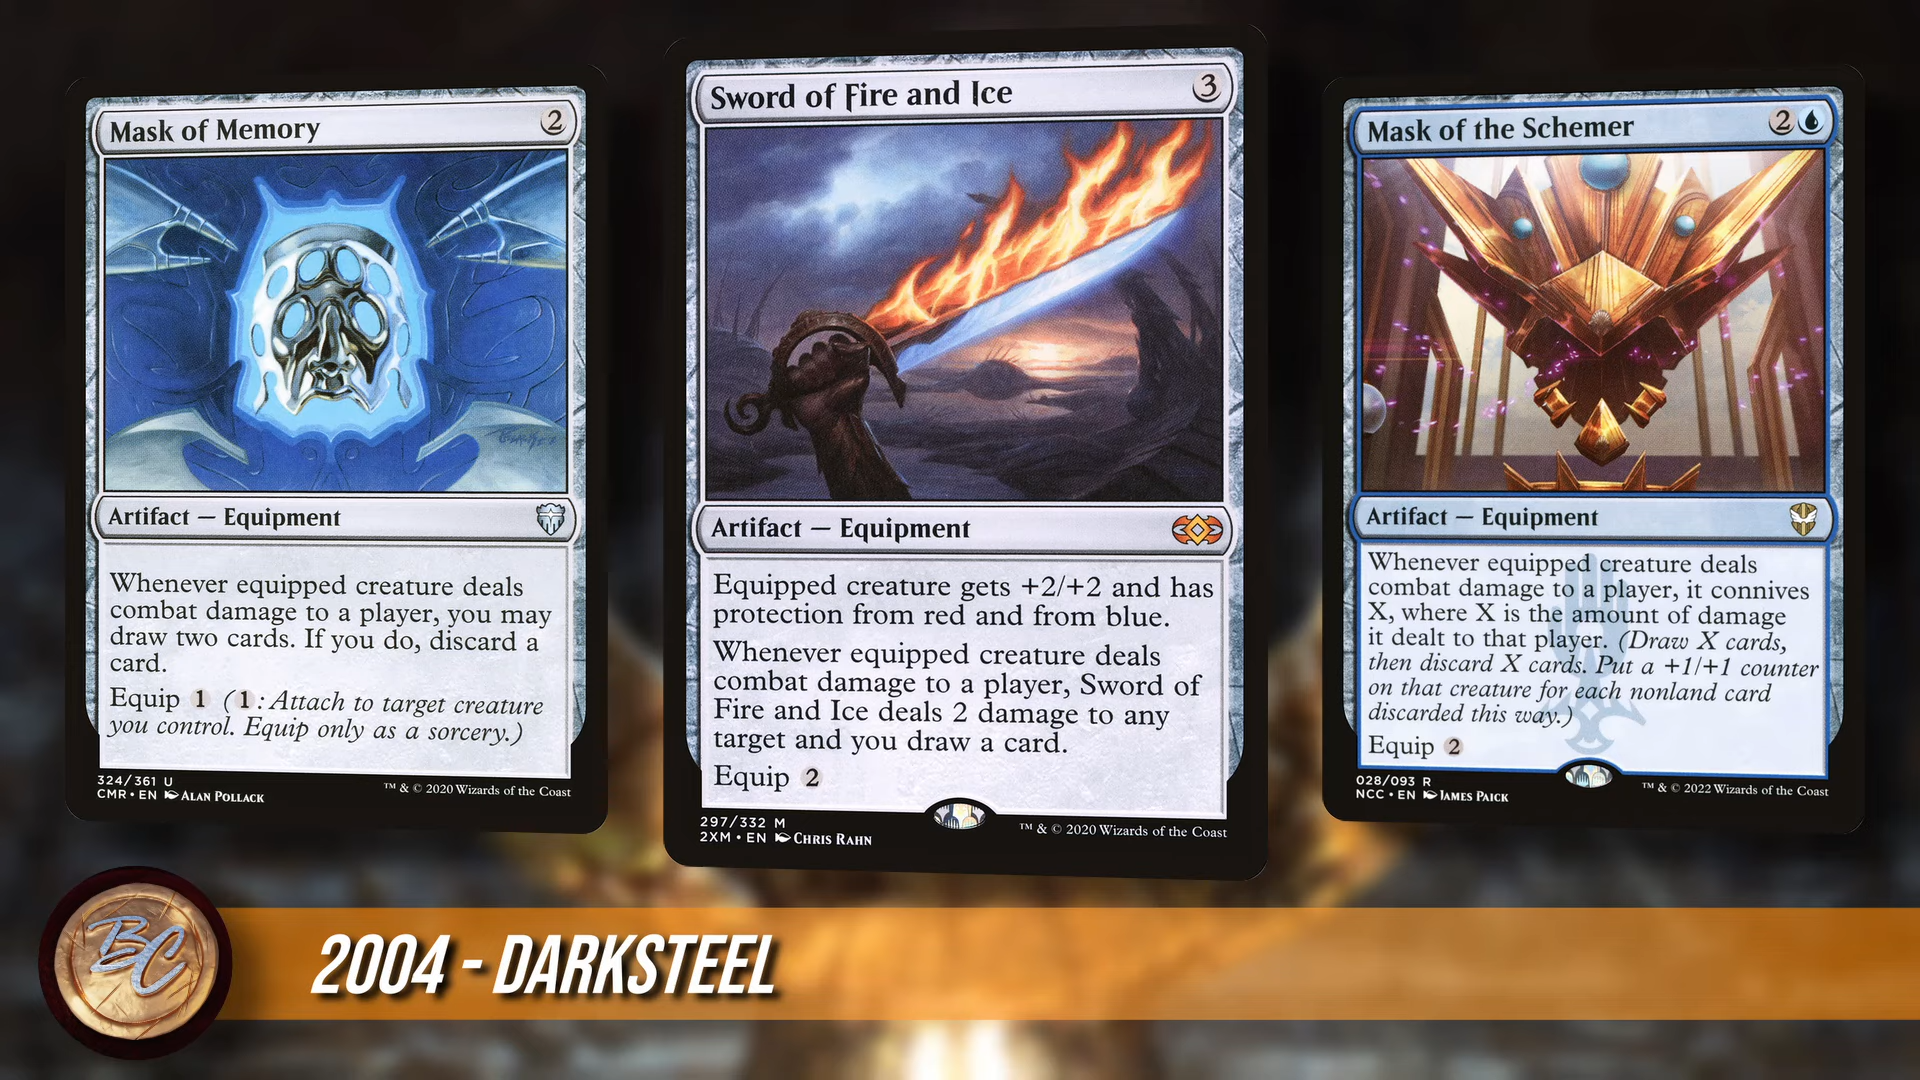 Mask of Memory 2
Artifact — Equipment
Whenever equipped creature deals
combat damage to a player, you may
draw two cards. If you do, discard a
card.
Equip 1 (1: Attach to target creature
you control. Equip only as a sorcery.)
324/361 U
CMR • EN ALAN POLLACK
™ & © 2020 Wizards of the Coast
Sword of Fire and Ice 3
Artifact — Equipment
Equipped creature gets +2/+2 and has
protection from red and from blue.
Whenever equipped creature deals
combat damage to a player, Sword of
Fire and Ice deals 2 damage to any
target and you draw a card.
Equip 2
297/332 M
2XM • EN CHRIS RAHN
™ & © 2020 Wizards of the Coast
Mask of the Schemer 2
Artifact — Equipment
Whenever equipped creature deals
combat damage to a player, it connives
X, where X is the amount of damage
it dealt to that player. (Draw X cards,
then discard X cards. Put a +1/+1 counter
on that creature for each nonland card
discarded this way.)
Equip 2
028/093 R
NCC • EN JAMES PAICK
™ & © 2022 Wizards of the Coast
BC
2004 - DARKSTEEL